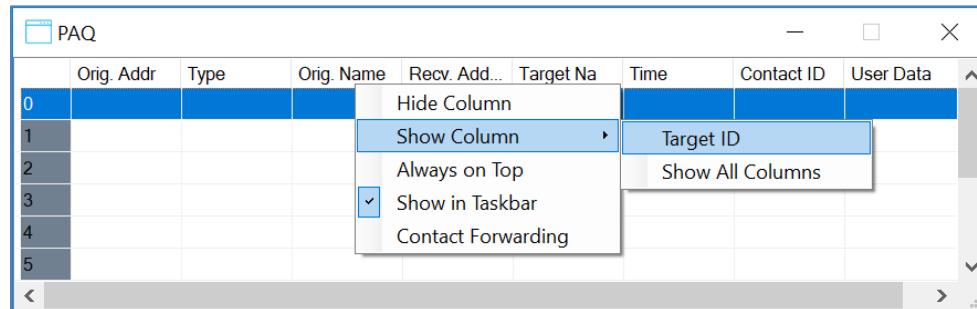 PAQ
Orig. Addr Type Orig. Name Recv. Add... Target Na Time Contact ID User Data
0
Hide Column
1
Show Column
Target ID
2
Always on Top
Show All Columns
3
Show in Taskbar
4
Contact Forwarding
5